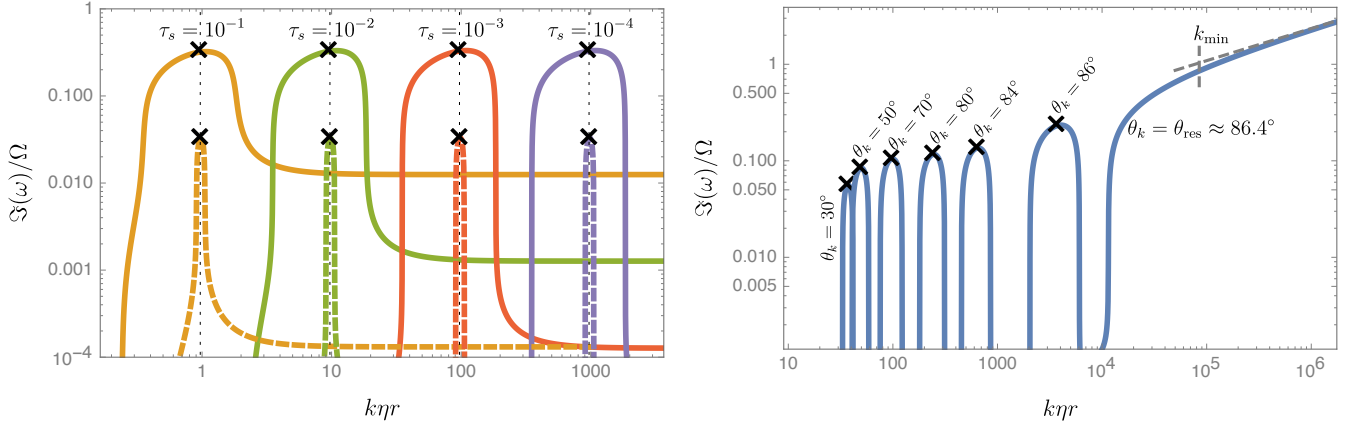 τ_s = 10^{-1} τ_s = 10^{-2} τ_s = 10^{-3} τ_s = 10^{-4}
1
0.100
0.010
0.001
10^{-4}
ℑ(ω)/Ω
1 10 100 1000
kηr
k_min
θ_k = 30°
θ_k = 50°
θ_k = 70°
θ_k = 80°
θ_k = 84°
θ_k = 86°
θ_k = θ_res ≈ 86.4°
1
0.500
0.100
0.050
0.010
0.005
ℑ(ω)/Ω
10 100 1000 10^4 10^5 10^6
kηr